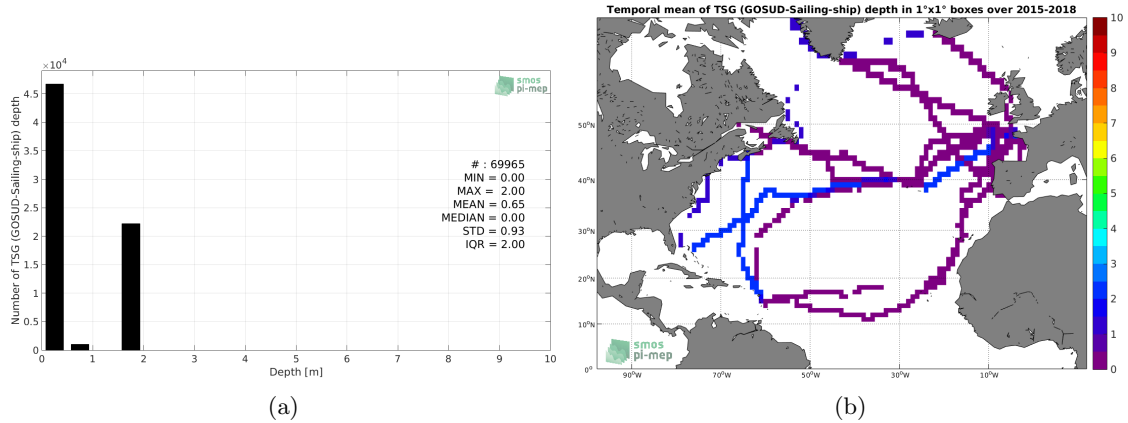 ×10⁴
4.5
4
3.5
3
2.5
2
1.5
1
0.5
0
Number of TSG (GOSUD-Sailing-ship) depth
smos
pi-mep
# : 69965
MIN = 0.00
MAX = 2.00
MEAN = 0.65
MEDIAN = 0.00
STD = 0.93
IQR = 2.00
0 1 2 3 4 5 6 7 8 9 10
Depth [m]
(a)
Temporal mean of TSG (GOSUD-Sailing-ship) depth in 1°x1° boxes over 2015-2018
50°N
40°N
30°N
20°N
10°N
0°
smos
pi-mep
90°W 70°W 50°W 30°W 10°W
10
9
8
7
6
5
4
3
2
1
0
(b)